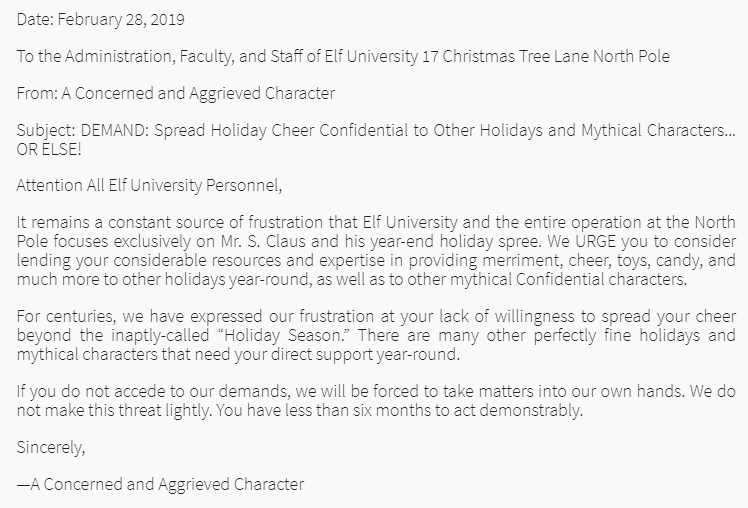 Date: February 28, 2019
To the Administration, Faculty, and Staff of Elf University 17 Christmas Tree Lane North Pole
From: A Concerned and Aggrieved Character
Subject: DEMAND: Spread Holiday Cheer Confidential to Other Holidays and Mythical Characters...
OR ELSE!
Attention All Elf University Personnel,
It remains a constant source of frustration that Elf University and the entire operation at the North
Pole focuses exclusively on Mr. S. Claus and his year-end holiday spree. We URGE you to consider
lending your considerable resources and expertise in providing merriment, cheer, toys, candy, and
much more to other holidays year-round, as well as to other mythical Confidential characters.
For centuries, we have expressed our frustration at your lack of willingness to spread your cheer
beyond the inaptly-called “Holiday Season.” There are many other perfectly fine holidays and
mythical characters that need your direct support year-round.
If you do not accede to our demands, we will be forced to take matters into our own hands. We do
not make this threat lightly. You have less than six months to act demonstrably.
Sincerely,
—A Concerned and Aggrieved Character